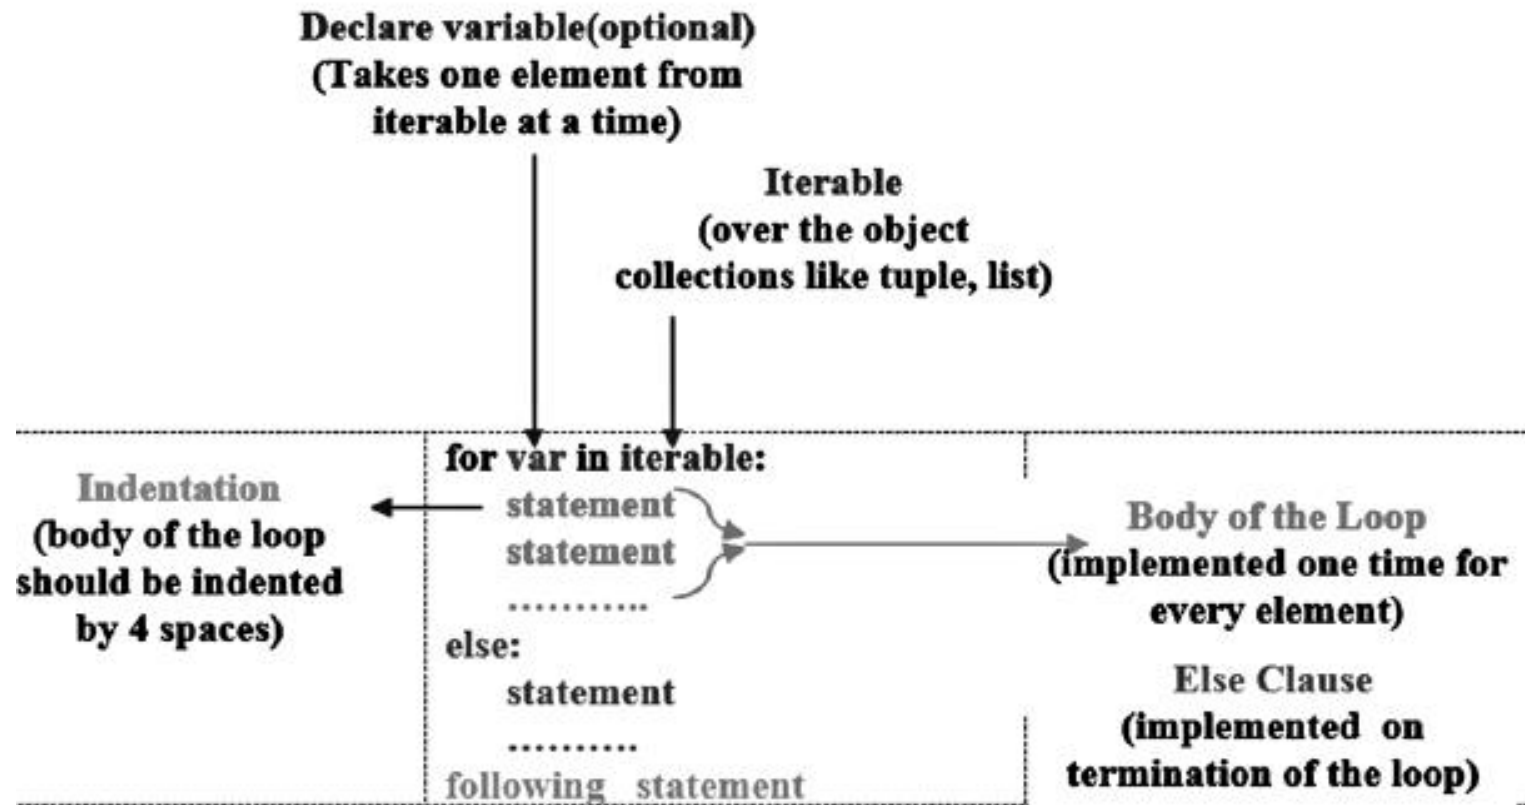 Declare variable(optional)
(Takes one element from
iterable at a time)
Iterable
(over the object
collections like tuple, list)
for var in iterable:
statement
statement
...........
else:
statement
..........
following statement
Indentation
(body of the loop
should be indented
by 4 spaces)
Body of the Loop
(implemented one time for
every element)
Else Clause
(implemented on
termination of the loop)